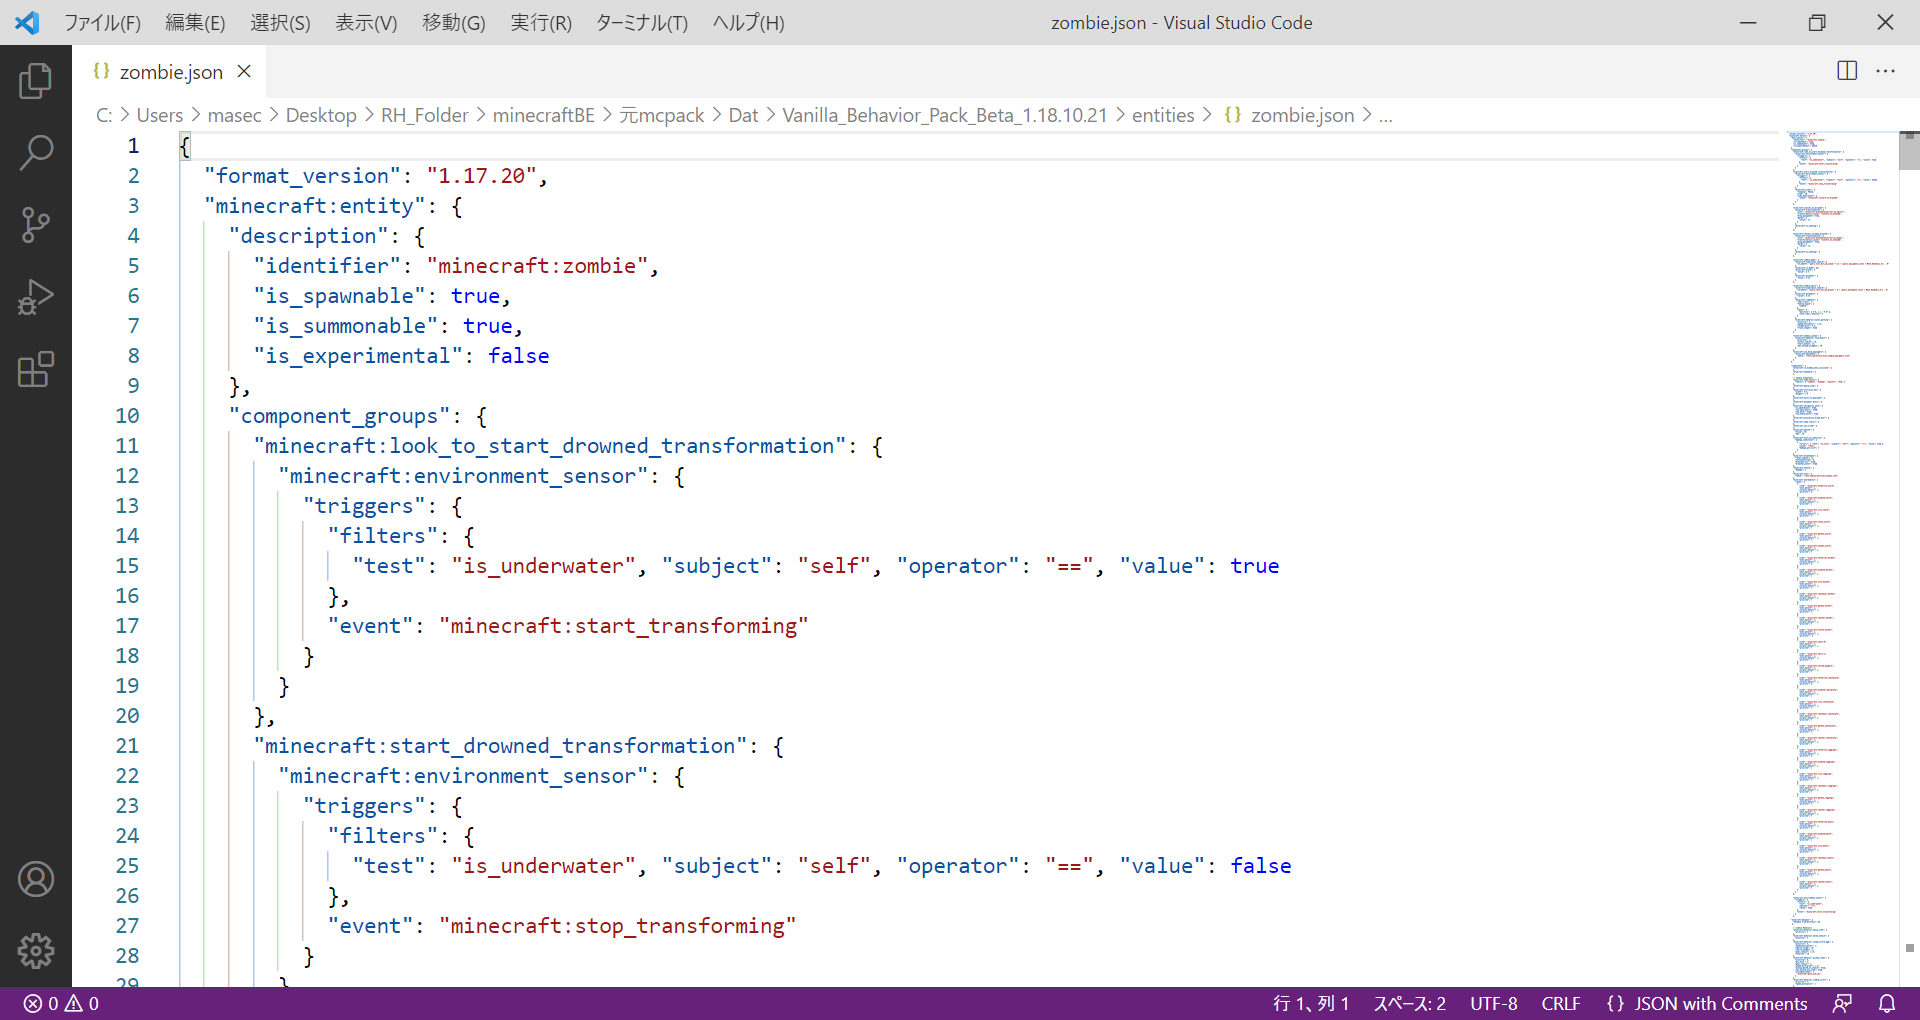 ファイル(F) 編集(E) 選択(S) 表示(V) 移動(G) 実行(R) ターミナル(T) ヘルプ(H) zombie.json - Visual Studio Code
{} zombie.json
C: > Users > masec > Desktop > RH_Folder > minecraftBE > 元mcpack > Dat > Vanilla_Behavior_Pack_Beta_1.18.10.21 > entities > {} zombie.json > ...
1 {
2 "format_version": "1.17.20",
3 "minecraft:entity": {
4 "description": {
5 "identifier": "minecraft:zombie",
6 "is_spawnable": true,
7 "is_summonable": true,
8 "is_experimental": false
9 },
10 "component_groups": {
11 "minecraft:look_to_start_drowned_transformation": {
12 "minecraft:environment_sensor": {
13 "triggers": {
14 "filters": {
15 "test": "is_underwater", "subject": "self", "operator": "==", "value": true
16 },
17 "event": "minecraft:start_transforming"
18 }
19 }
20 },
21 "minecraft:start_drowned_transformation": {
22 "minecraft:environment_sensor": {
23 "triggers": {
24 "filters": {
25 "test": "is_underwater", "subject": "self", "operator": "==", "value": false
26 },
27 "event": "minecraft:stop_transforming"
28 }
29 }
0 0 行 1、列 1 スペース: 2 UTF-8 CRLF {} JSON with Comments